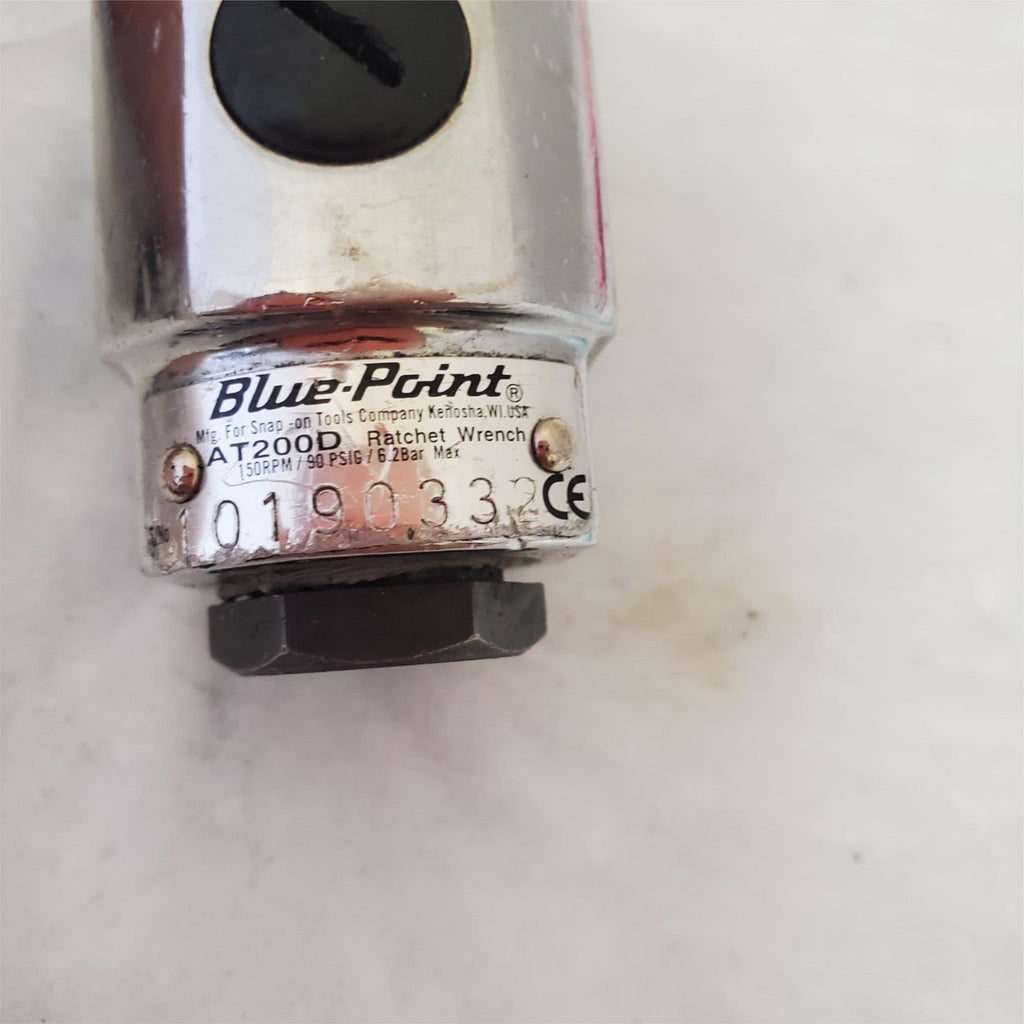 Blue-Point®
Mfg. For Snap-on Tools Company Kenosha, WI. USA
AT200D Ratchet Wrench
150RPM / 90 PSIG / 6.2Bar Max
S.No 10190332 CE